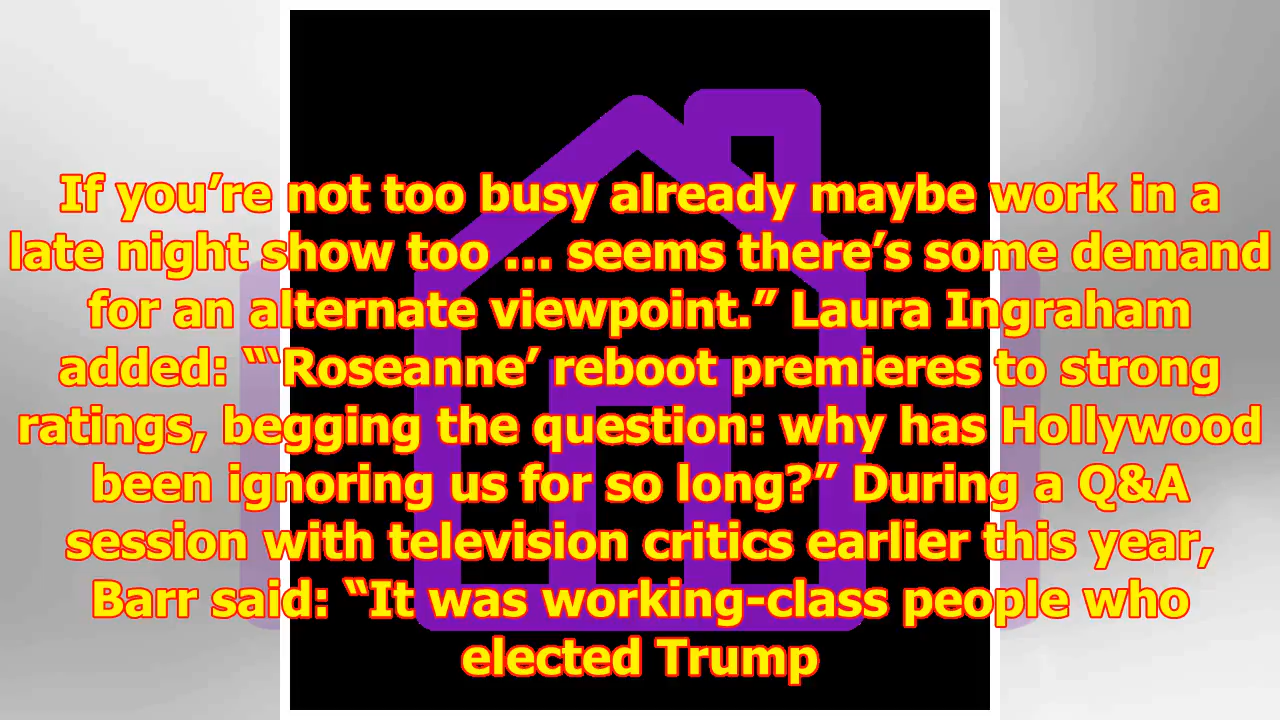 If you’re not too busy already maybe work in a
late night show too ... seems there’s some demand
for an alternate viewpoint.” Laura Ingraham
added: “‘Roseanne’ reboot premieres to strong
ratings, begging the question: why has Hollywood
been ignoring us for so long?” During a Q&A
session with television critics earlier this year,
Barr said: “It was working-class people who
elected Trump